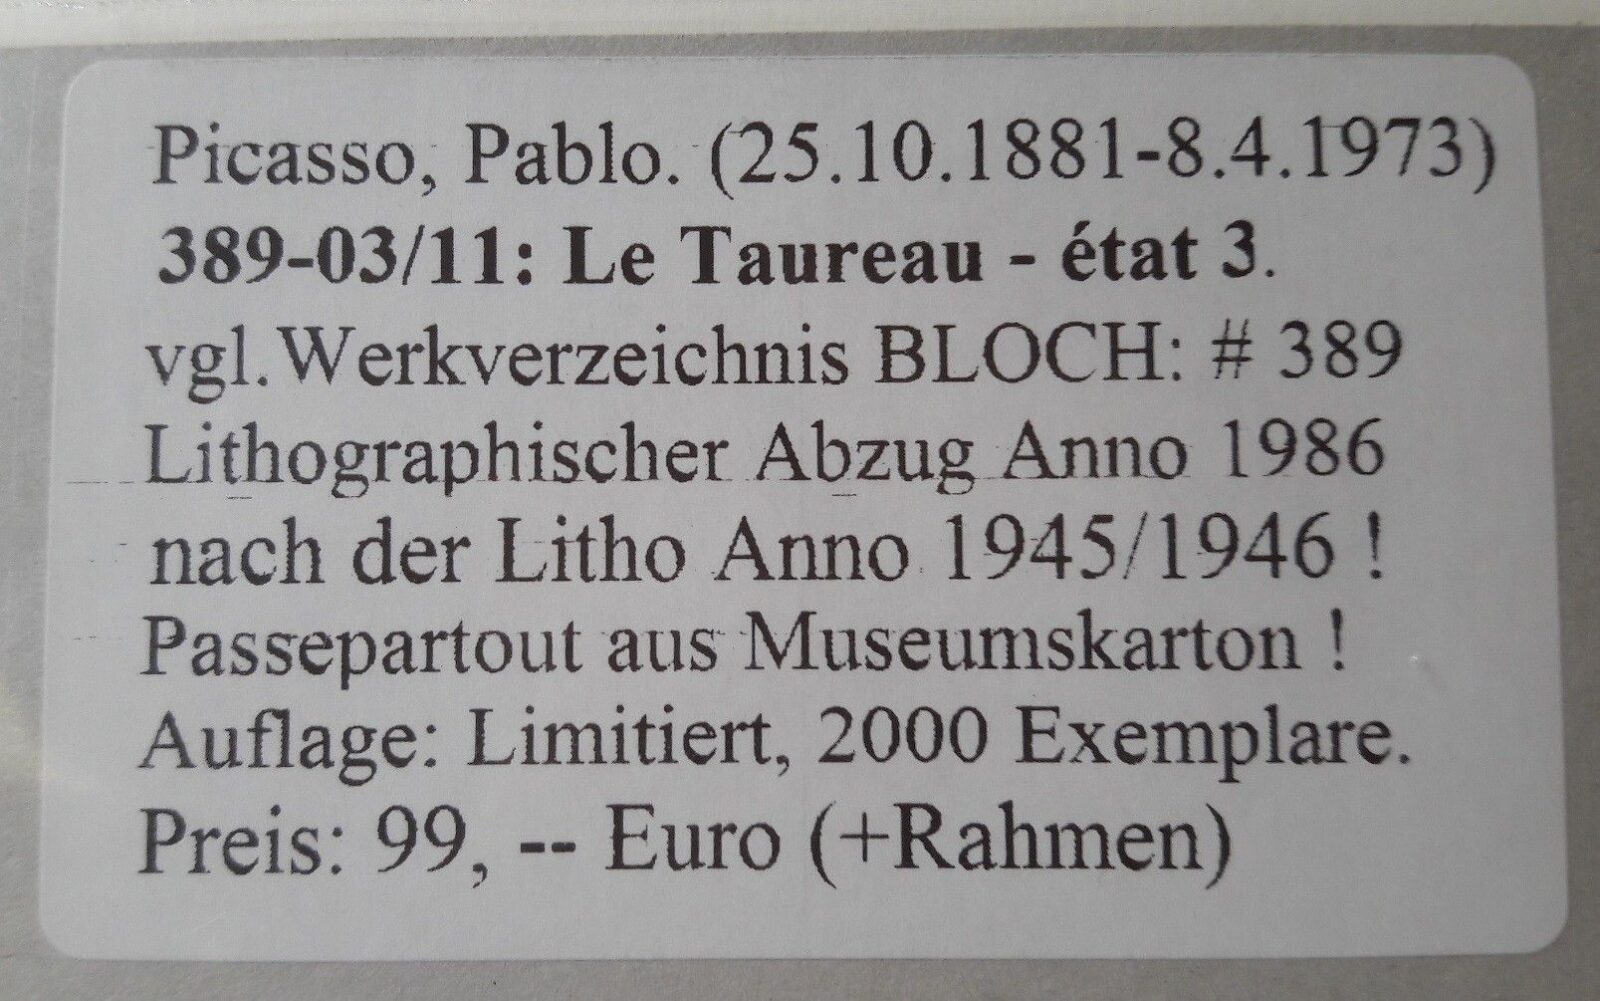 Picasso, Pablo. (25.10.1881-8.4.1973)
389-03/11: Le Taureau - état 3.
vgl. Werkverzeichnis BLOCH: # 389
Lithographischer Abzug Anno 1986
nach der Litho Anno 1945/1946 !
Passepartout aus Museumskarton !
Auflage: Limitiert, 2000 Exemplare.
Preis: 99, -- Euro (+Rahmen)